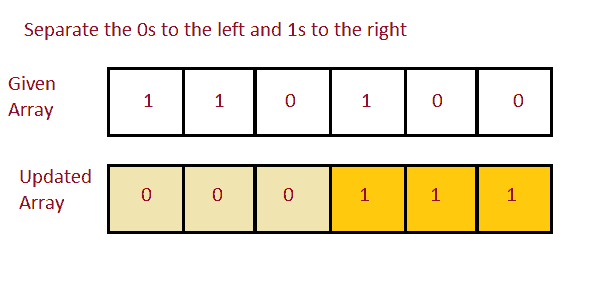 Separate the 0s to the left and 1s to the right
Given
Array
1 1 0 1 0 0
Updated
Array
0 0 0 1 1 1